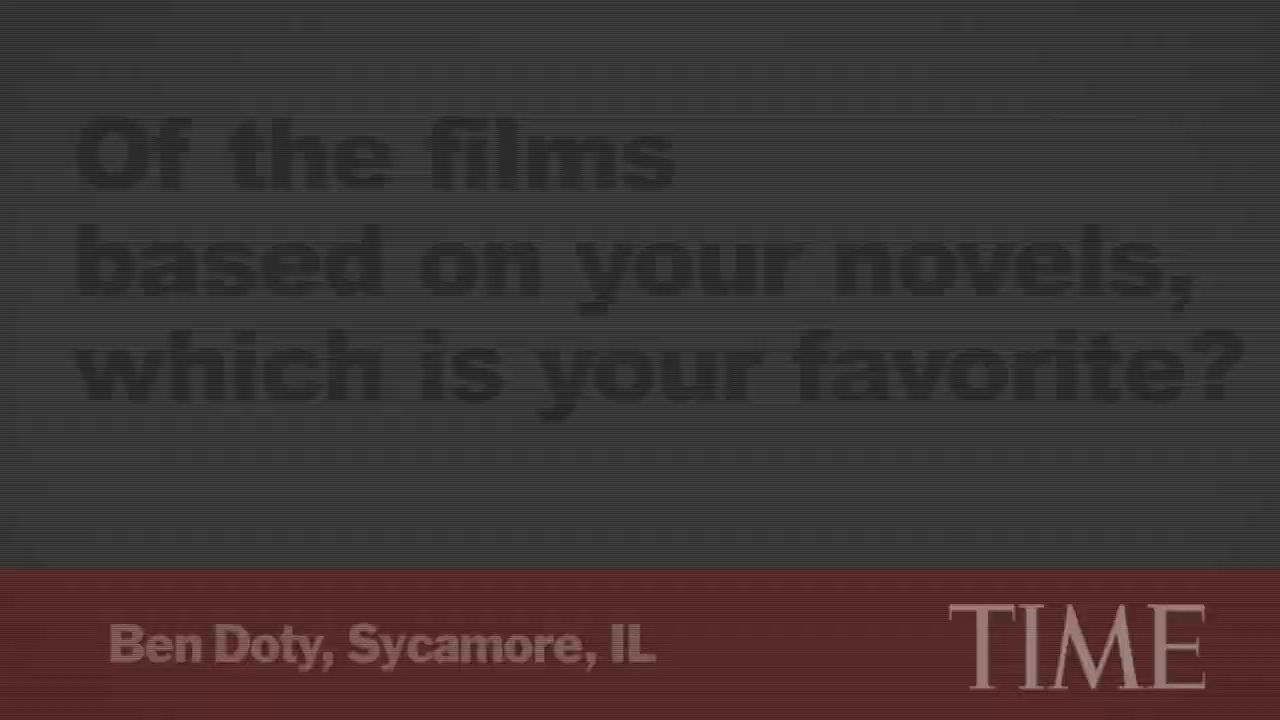 Of the films
based on your novels,
which is your favorite?
Ben Doty, Sycamore, IL
TIME